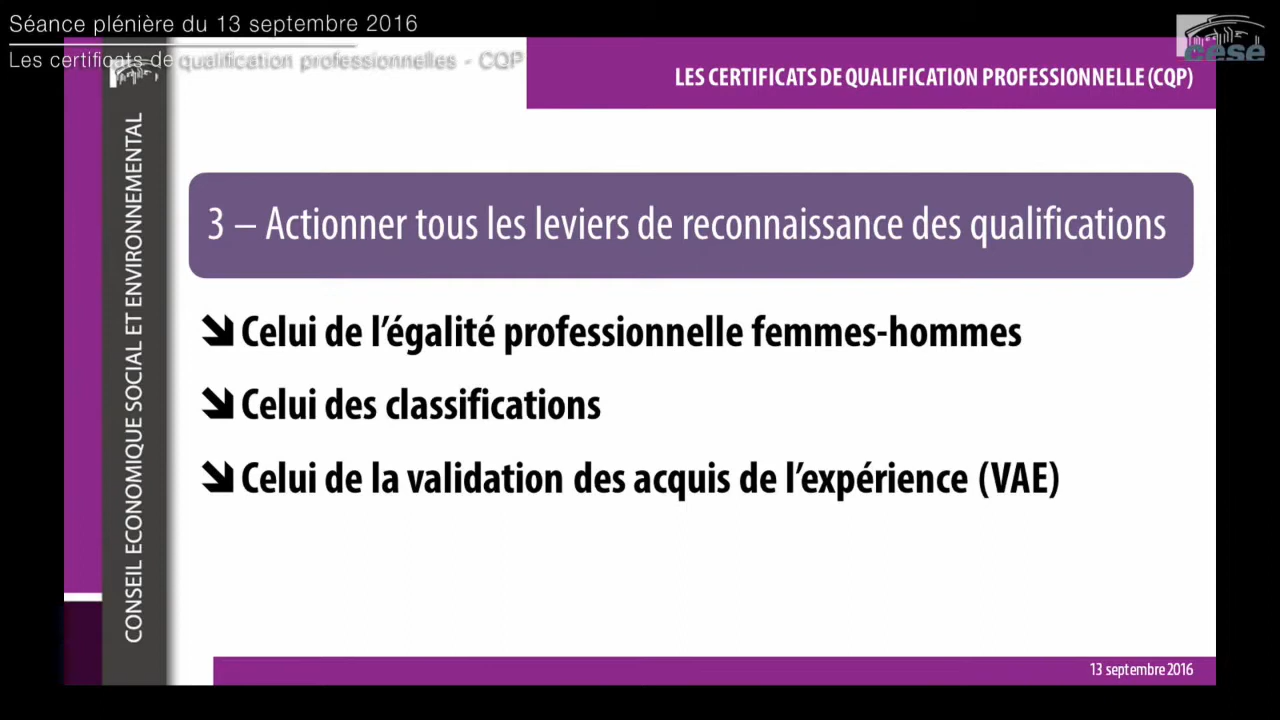 Séance plénière du 13 septembre 2016
Les certificats de qualification professionnelles - CQP
cese
LES CERTIFICATS DE QUALIFICATION PROFESSIONNELLE (CQP)
CONSEIL ECONOMIQUE SOCIAL ET ENVIRONNEMENTAL
3 – Actionner tous les leviers de reconnaissance des qualifications
Celui de l’égalité professionnelle femmes-hommes
Celui des classifications
Celui de la validation des acquis de l’expérience (VAE)
13 septembre 2016